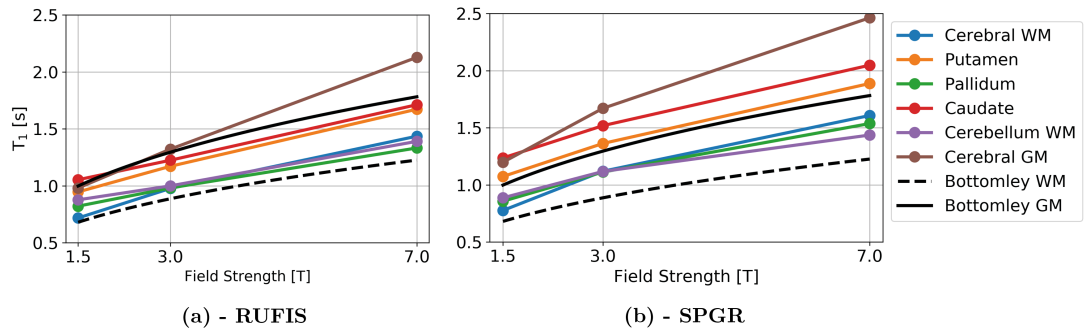 2.5
2.0
1.5
1.0
0.5
T₁ [s]
1.5
3.0
7.0
Field Strength [T]
(a) - RUFIS
2.5
2.0
1.5
1.0
0.5
1.5
3.0
7.0
Field Strength [T]
(b) - SPGR
Cerebral WM
Putamen
Pallidum
Caudate
Cerebellum WM
Cerebral GM
Bottomley WM
Bottomley GM